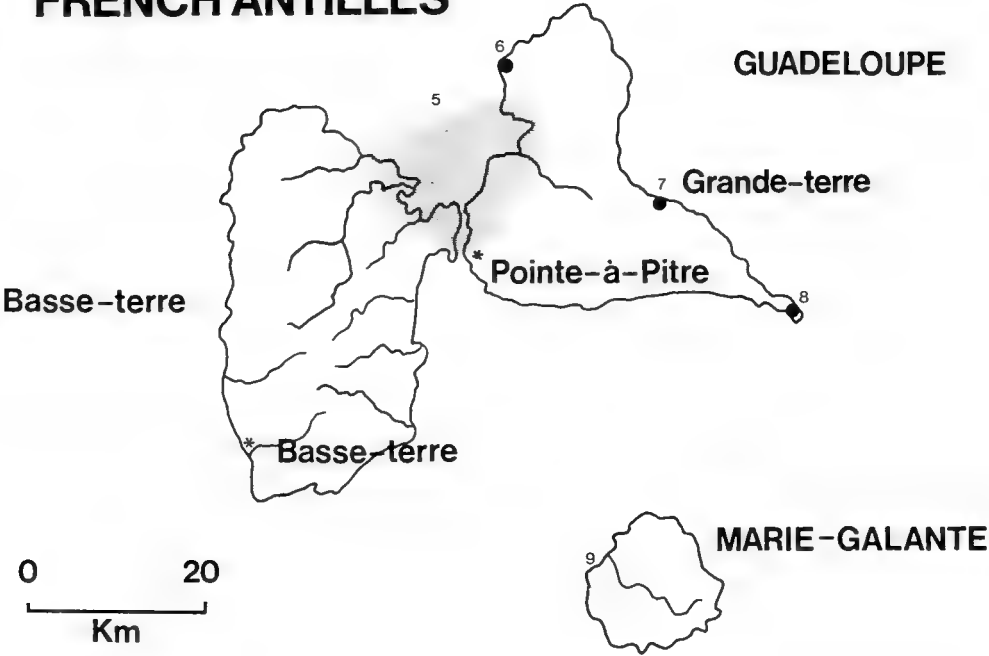 FRENCH ANTILLES
6
GUADELOUPE
5
7
Grande-terre
*
Pointe-à-Pitre
Basse-terre
8
*
Basse-terre
MARIE-GALANTE
9
0 20
Km